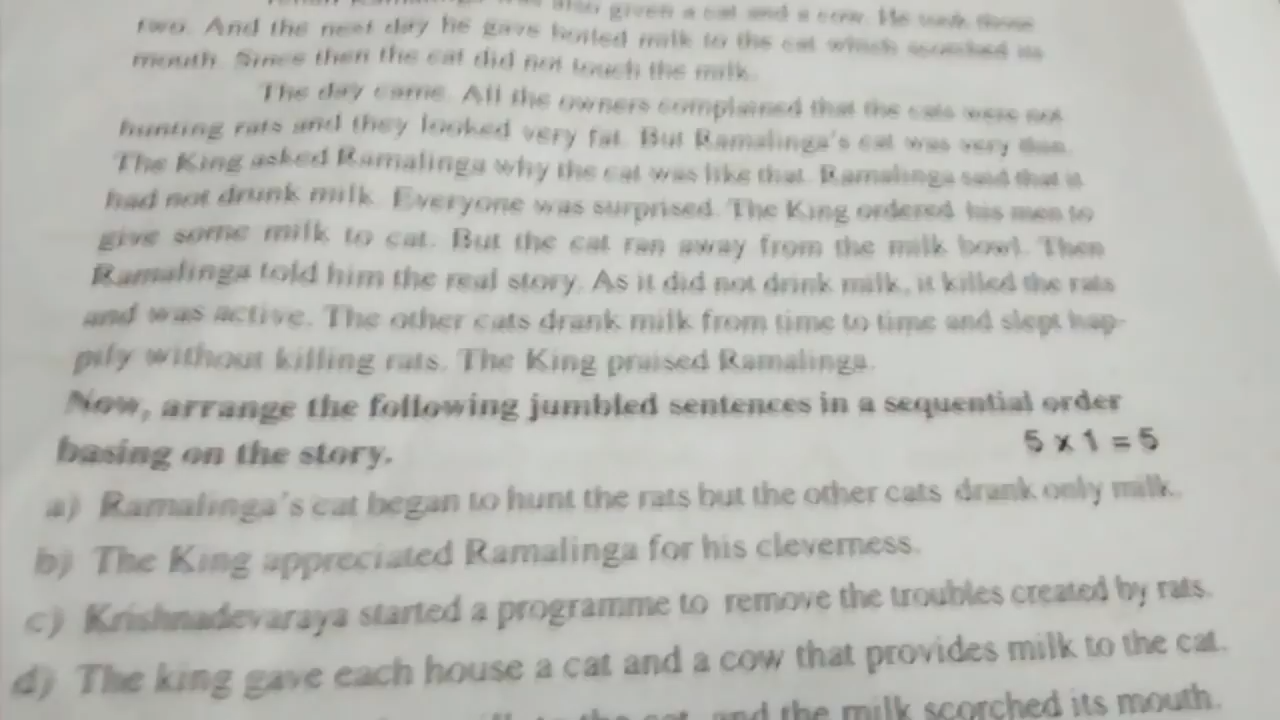 given a cat and a cow. He took these
two. And the next day he gave boiled milk to the cat which scorched its
mouth. Since then the cat did not touch the milk.
The day came. All the owners complained that the cats were not
hunting rats and they looked very fat. But Ramalinga's cat was very thin.
The King asked Ramalinga why the cat was like that. Ramalinga said that it
had not drunk milk. Everyone was surprised. The King ordered his men to
give some milk to cat. But the cat ran away from the milk bowl. Then
Ramalinga told him the real story. As it did not drink milk, it killed the rats
and was active. The other cats drank milk from time to time and slept hap-
pily without killing rats. The King praised Ramalinga.
Now, arrange the following jumbled sentences in a sequential order
basing on the story. 5 x 1 = 5
a) Ramalinga's cat began to hunt the rats but the other cats drank only milk.
b) The King appreciated Ramalinga for his cleverness.
c) Krishnadevaraya started a programme to remove the troubles created by rats.
d) The king gave each house a cat and a cow that provides milk to the cat.
to the cat, and the milk scorched its mouth.